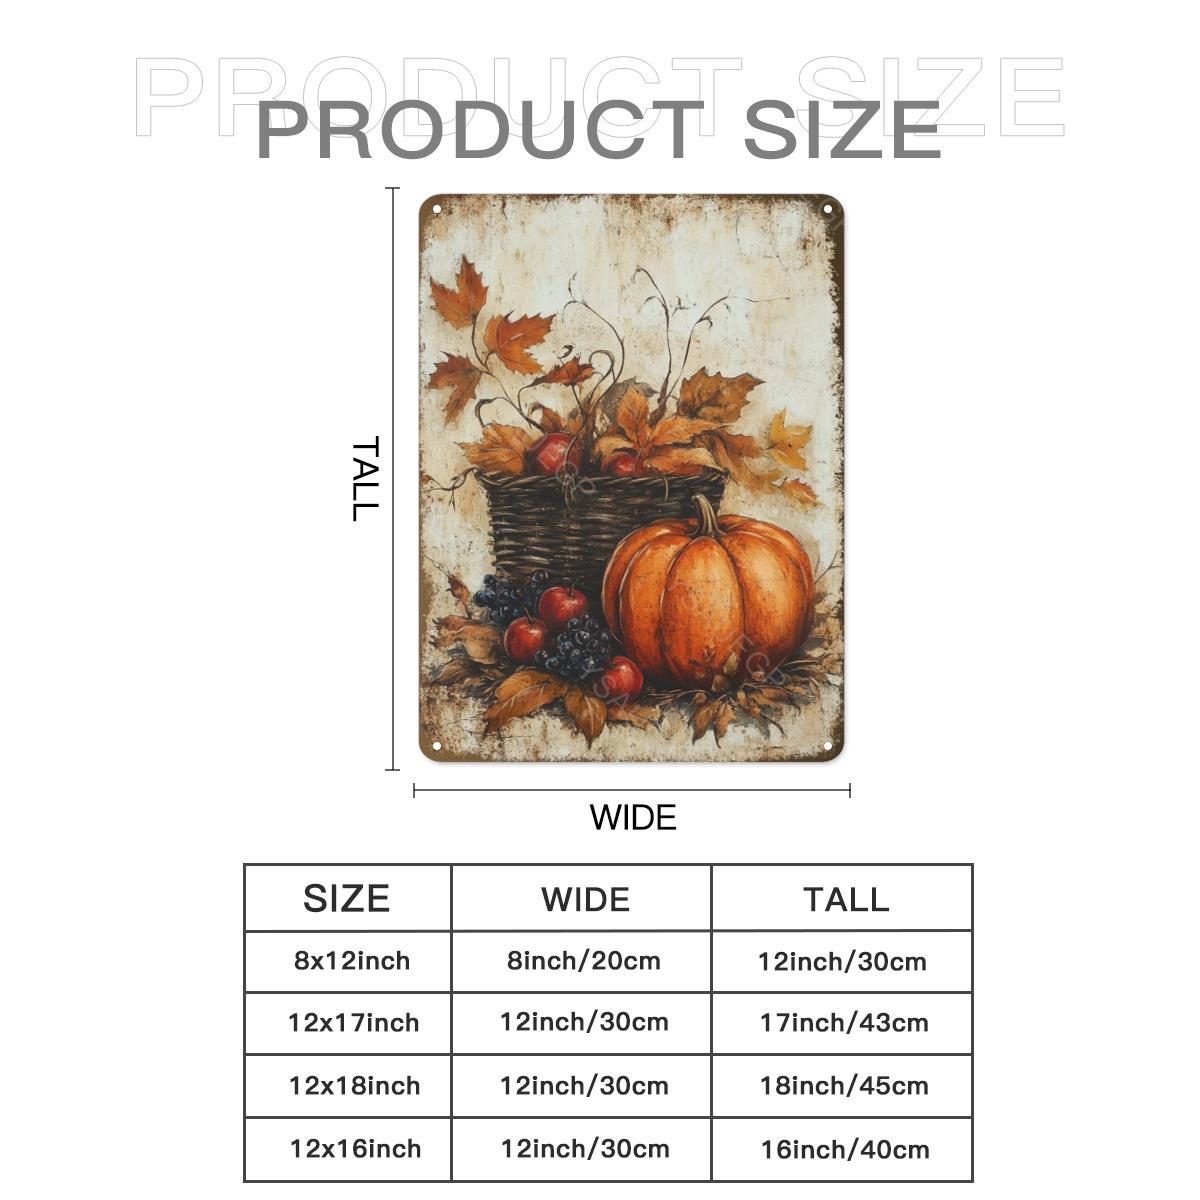 PRODUCT SIZE
PRODUCT SIZE
TALL
WIDE
SIZE WIDE TALL
8x12inch 8inch/20cm 12inch/30cm
12x17inch 12inch/30cm 17inch/43cm
12x18inch 12inch/30cm 18inch/45cm
12x16inch 12inch/30cm 16inch/40cm